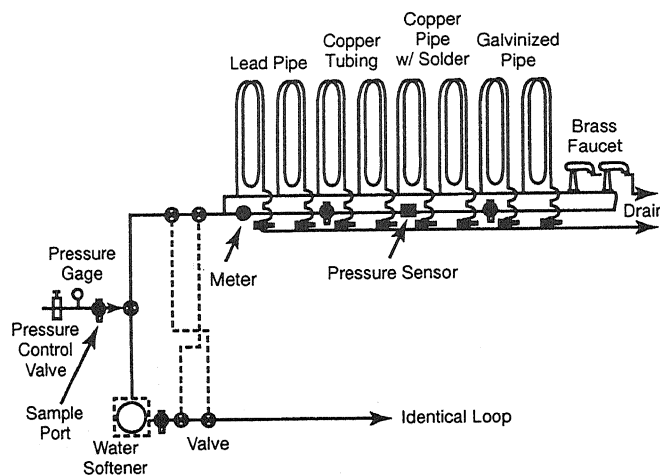 Lead Pipe
Copper
Tubing
Copper
Pipe
w/ Solder
Galvinized
Pipe
Brass
Faucet
Drain
Meter
Pressure Sensor
Pressure
Gage
Pressure
Control
Valve
Sample
Port
Water
Softener
Valve
Identical Loop